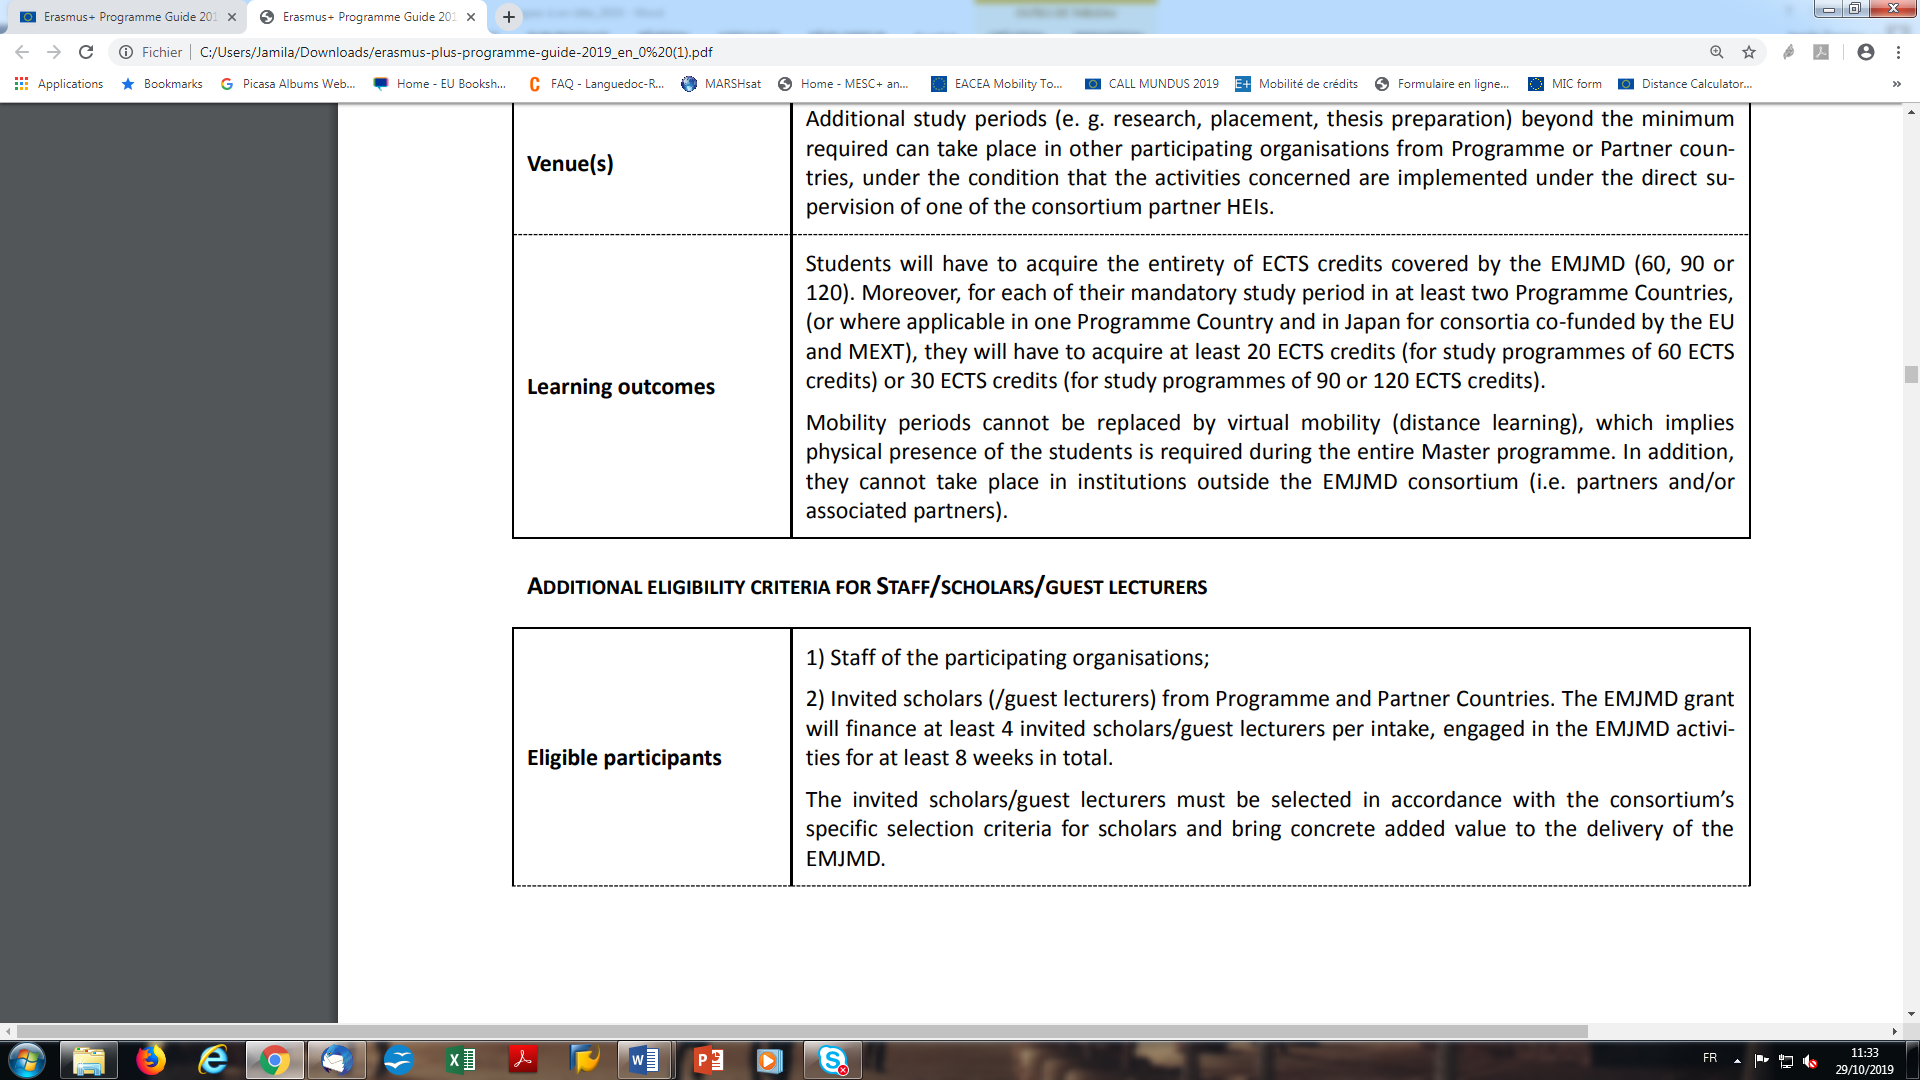 Erasmus+ Programme Guide 201
Erasmus+ Programme Guide 201
Fichier
C:/Users/Jamila/Downloads/erasmus-plus-programme-guide-2019_en_0%20(1).pdf
Applications
Bookmarks
Picasa Albums Web...
Home - EU Booksh...
FAQ - Languedoc-R...
MARSHsat
Home - MESC+ an...
EACEA Mobility To...
CALL MUNDUS 2019
Mobilité de crédits
Formulaire en ligne...
MIC form
Distance Calculator...
»
Venue(s)
Additional study periods (e. g. research, placement, thesis preparation) beyond the minimum
required can take place in other participating organisations from Programme or Partner coun-
tries, under the condition that the activities concerned are implemented under the direct su-
pervision of one of the consortium partner HEIs.
Learning outcomes
Students will have to acquire the entirety of ECTS credits covered by the EMJMD (60, 90 or
120). Moreover, for each of their mandatory study period in at least two Programme Countries,
(or where applicable in one Programme Country and in Japan for consortia co-funded by the EU
and MEXT), they will have to acquire at least 20 ECTS credits (for study programmes of 60 ECTS
credits) or 30 ECTS credits (for study programmes of 90 or 120 ECTS credits).
Mobility periods cannot be replaced by virtual mobility (distance learning), which implies
physical presence of the students is required during the entire Master programme. In addition,
they cannot take place in institutions outside the EMJMD consortium (i.e. partners and/or
associated partners).
ADDITIONAL ELIGIBILITY CRITERIA FOR STAFF/SCHOLARS/GUEST LECTURERS
Eligible participants
1) Staff of the participating organisations;
2) Invited scholars (/guest lecturers) from Programme and Partner Countries. The EMJMD grant
will finance at least 4 invited scholars/guest lecturers per intake, engaged in the EMJMD activi-
ties for at least 8 weeks in total.
The invited scholars/guest lecturers must be selected in accordance with the consortium’s
specific selection criteria for scholars and bring concrete added value to the delivery of the
EMJMD.
FR
11:33
29/10/2019